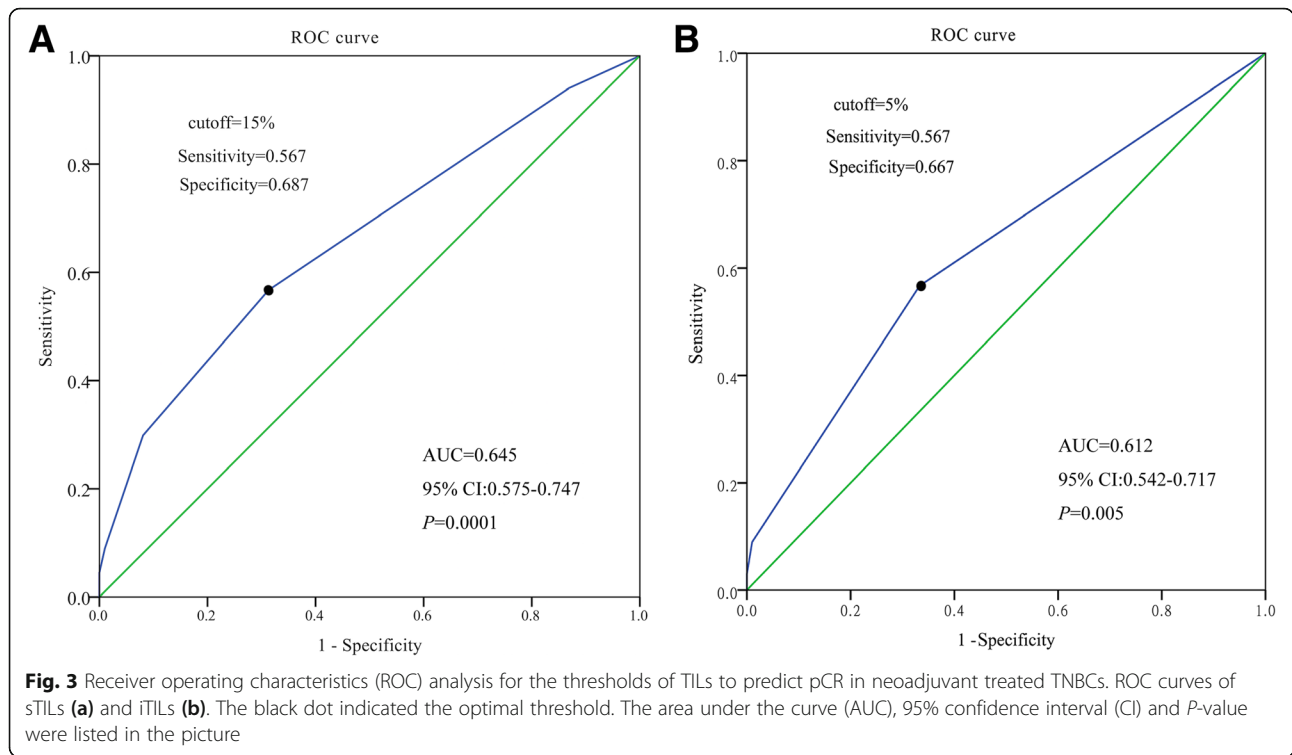 A
ROC curve
1.0
0.8
0.6
0.4
0.2
0.0
Sensitivity
cutoff=15%
Sensitivity=0.567
Specificity=0.687
AUC=0.645
95% CI:0.575-0.747
P=0.0001
0.0 0.2 0.4 0.6 0.8 1.0
1 - Specificity
B
ROC curve
1.0
0.8
0.6
0.4
0.2
0.0
Sensitivity
cutoff=5%
Sensitivity=0.567
Specificity=0.667
AUC=0.612
95% CI:0.542-0.717
P=0.005
0.0 0.2 0.4 0.6 0.8 1.0
1 -Specificity
Fig. 3 Receiver operating characteristics (ROC) analysis for the thresholds of TILs to predict pCR in neoadjuvant treated TNBCs. ROC curves of
sTILs (a) and iTILs (b). The black dot indicated the optimal threshold. The area under the curve (AUC), 95% confidence interval (CI) and P-value
were listed in the picture